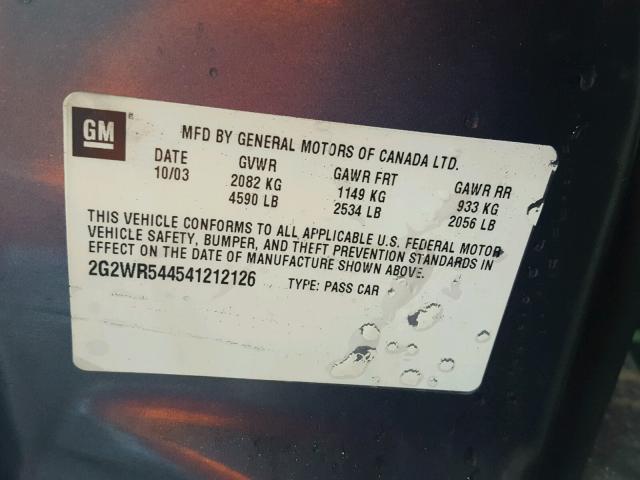 GM
MFD BY GENERAL MOTORS OF CANADA LTD.
DATE GVWR GAWR FRT GAWR RR
10/03 2082 KG 1149 KG 933 KG
4590 LB 2534 LB 2056 LB
THIS VEHICLE CONFORMS TO ALL APPLICABLE U.S. FEDERAL MOTOR
VEHICLE SAFETY, BUMPER, AND THEFT PREVENTION STANDARDS IN
EFFECT ON THE DATE OF MANUFACTURE SHOWN ABOVE.
2G2WR544541212126 TYPE: PASS CAR